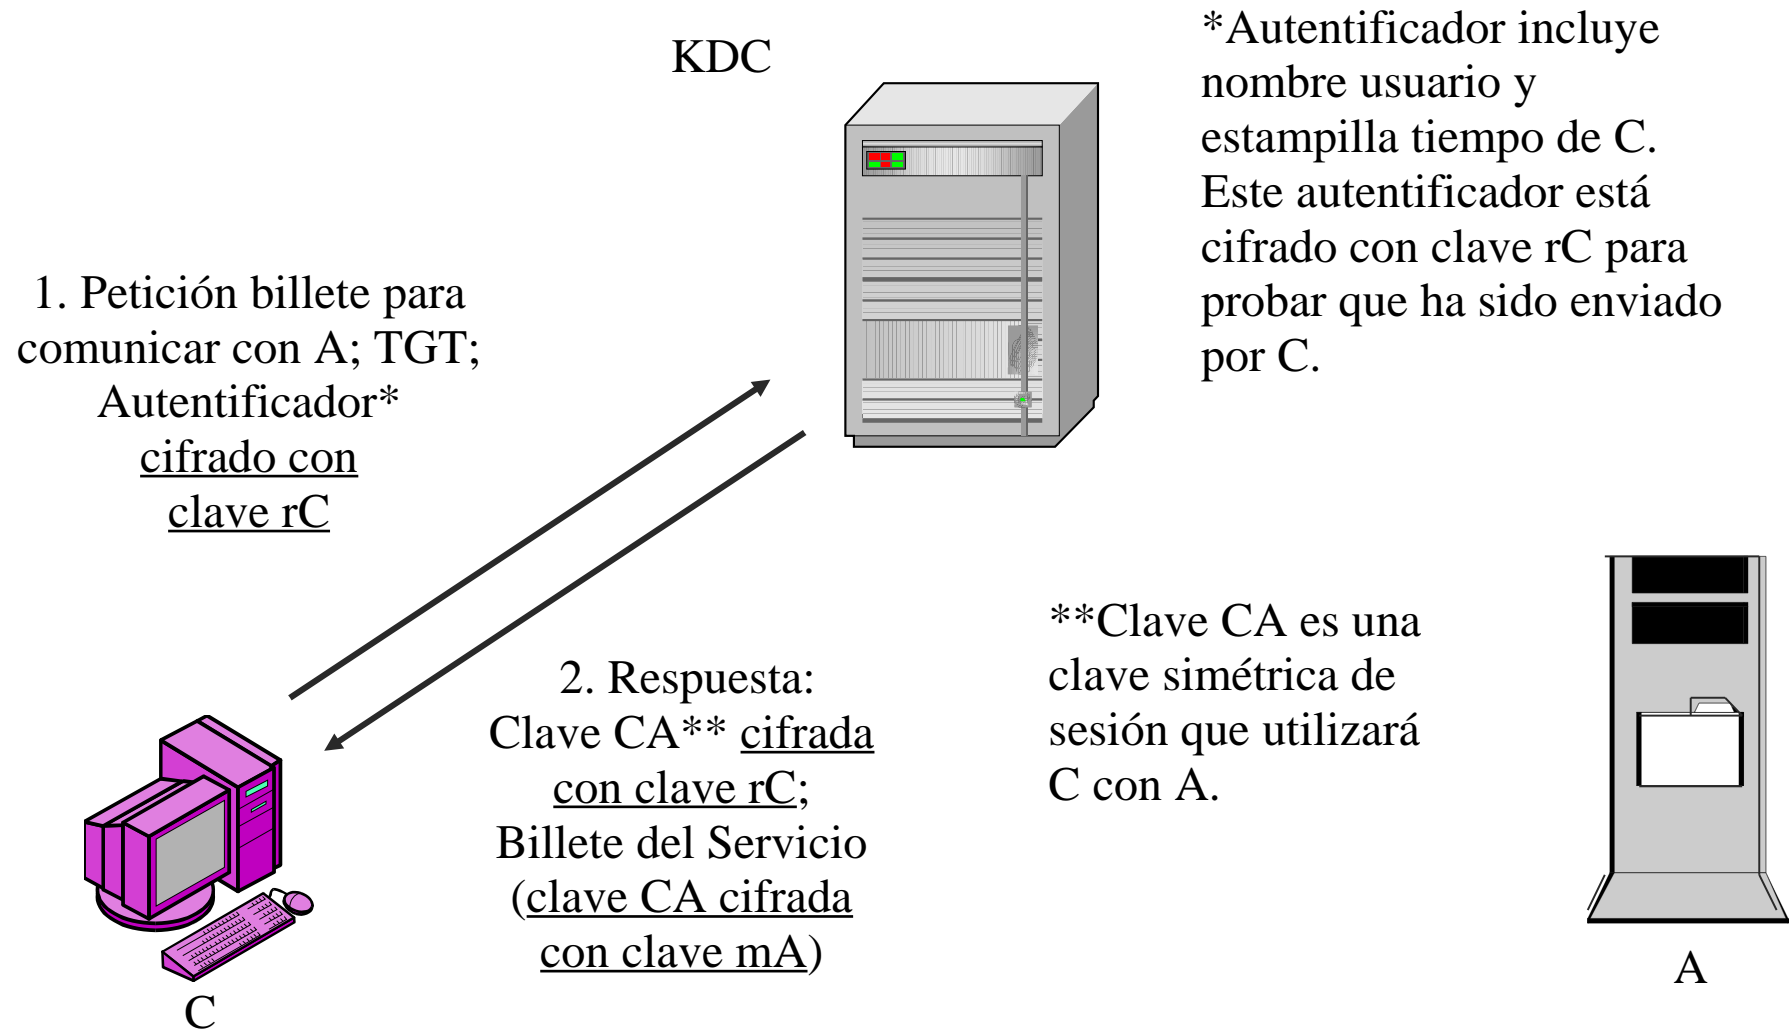 KDC
*Autentificador incluye
nombre usuario y
estampilla tiempo de C.
Este autentificador está
cifrado con clave rC para
probar que ha sido enviado
por C.
1. Petición billete para
comunicar con A; TGT;
Autentificador*
cifrado con
clave rC
2. Respuesta:
Clave CA** cifrada
con clave rC;
Billete del Servicio
(clave CA cifrada
con clave mA)
**Clave CA es una
clave simétrica de
sesión que utilizará
C con A.
C
A